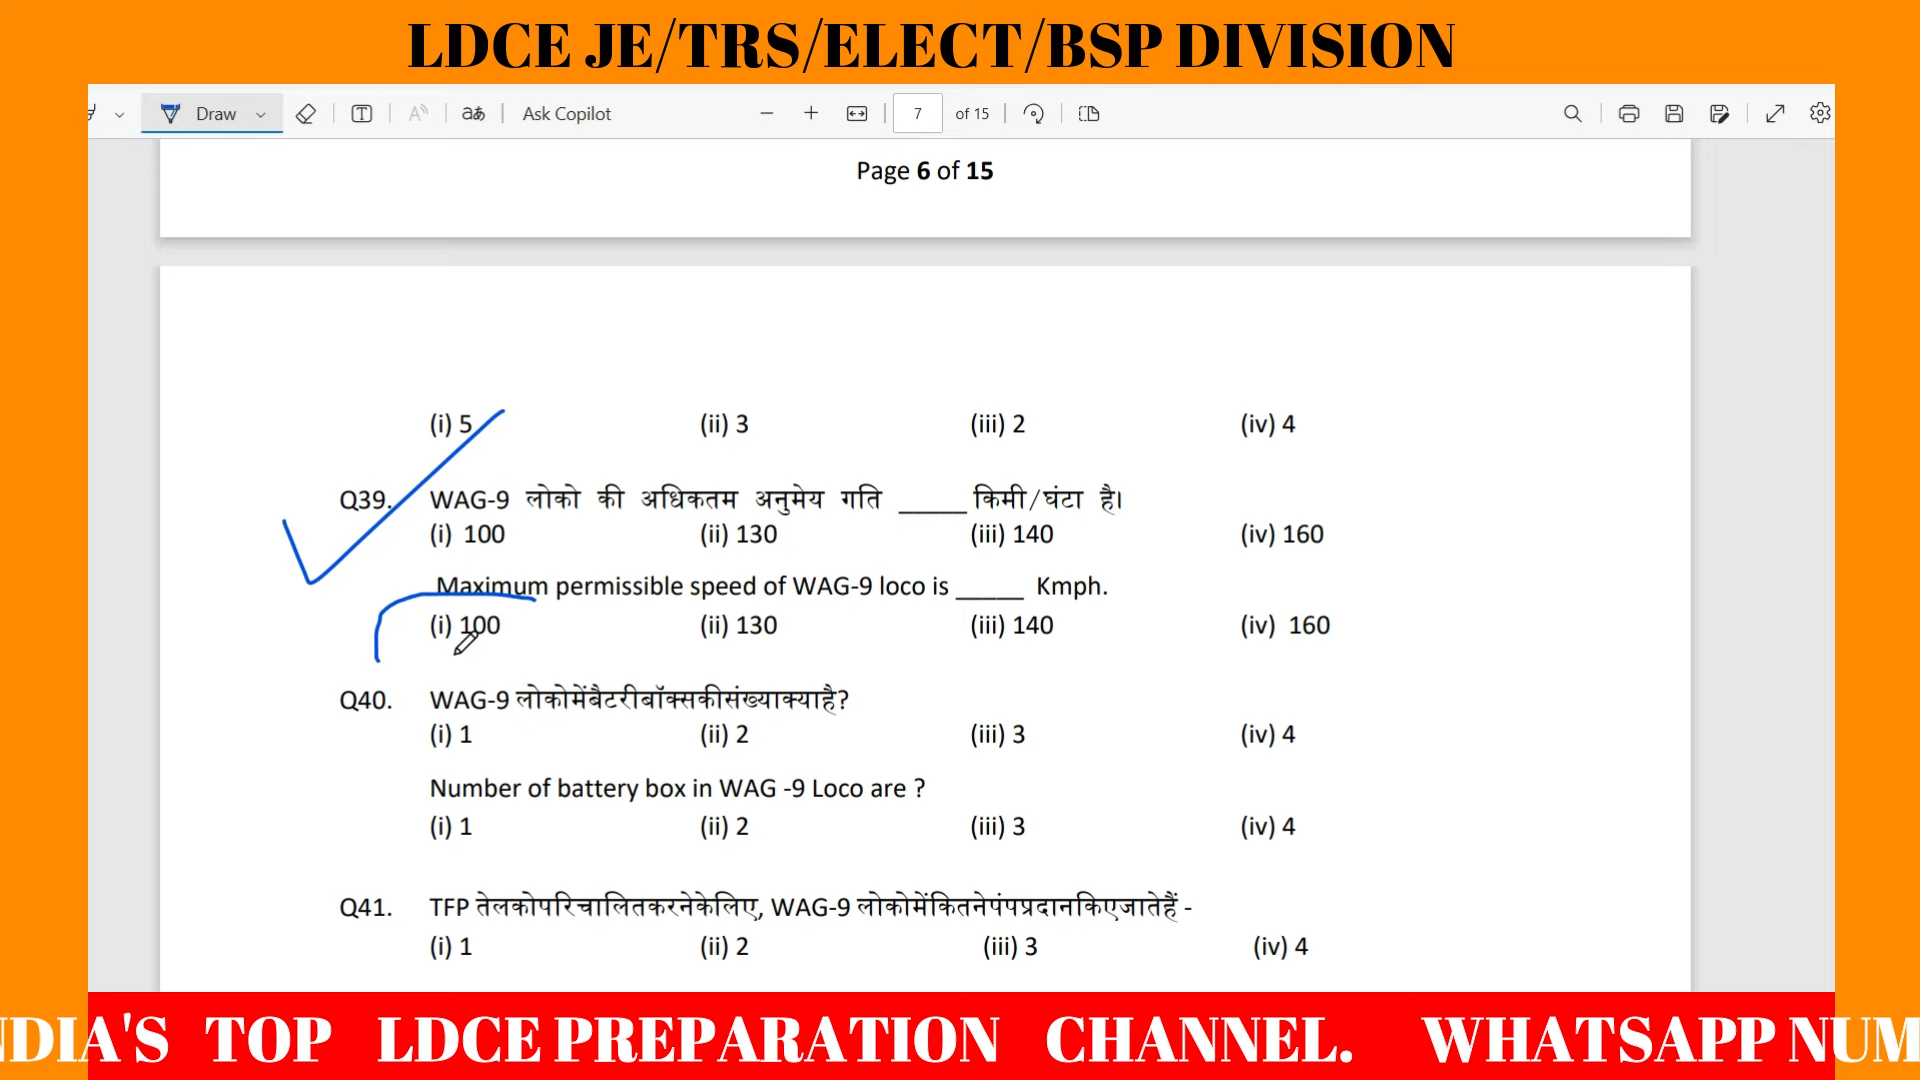 LDCE JE/TRS/ELECT/BSP DIVISION
Draw aあ Ask Copilot 7 of 15
Page 6 of 15
(i) 5 (ii) 3 (iii) 2 (iv) 4
Q39. WAG-9 लोको की अधिकतम अनुमेय गति _____ किमी/घंटा है।
(i) 100 (ii) 130 (iii) 140 (iv) 160
Maximum permissible speed of WAG-9 loco is _____ Kmph.
(i) 100 (ii) 130 (iii) 140 (iv) 160
Q40. WAG-9 लोकोमेंबैटरीबॉक्सकीसंख्याक्याहै?
(i) 1 (ii) 2 (iii) 3 (iv) 4
Number of battery box in WAG -9 Loco are ?
(i) 1 (ii) 2 (iii) 3 (iv) 4
Q41. TFP तेलकोपरिचालितकरनेकेलिए, WAG-9 लोकोमेंकितनेपंपप्रदानकिएजातेहैं -
(i) 1 (ii) 2 (iii) 3 (iv) 4
NDIA'S TOP LDCE PREPARATION CHANNEL. WHATSAPP NUM